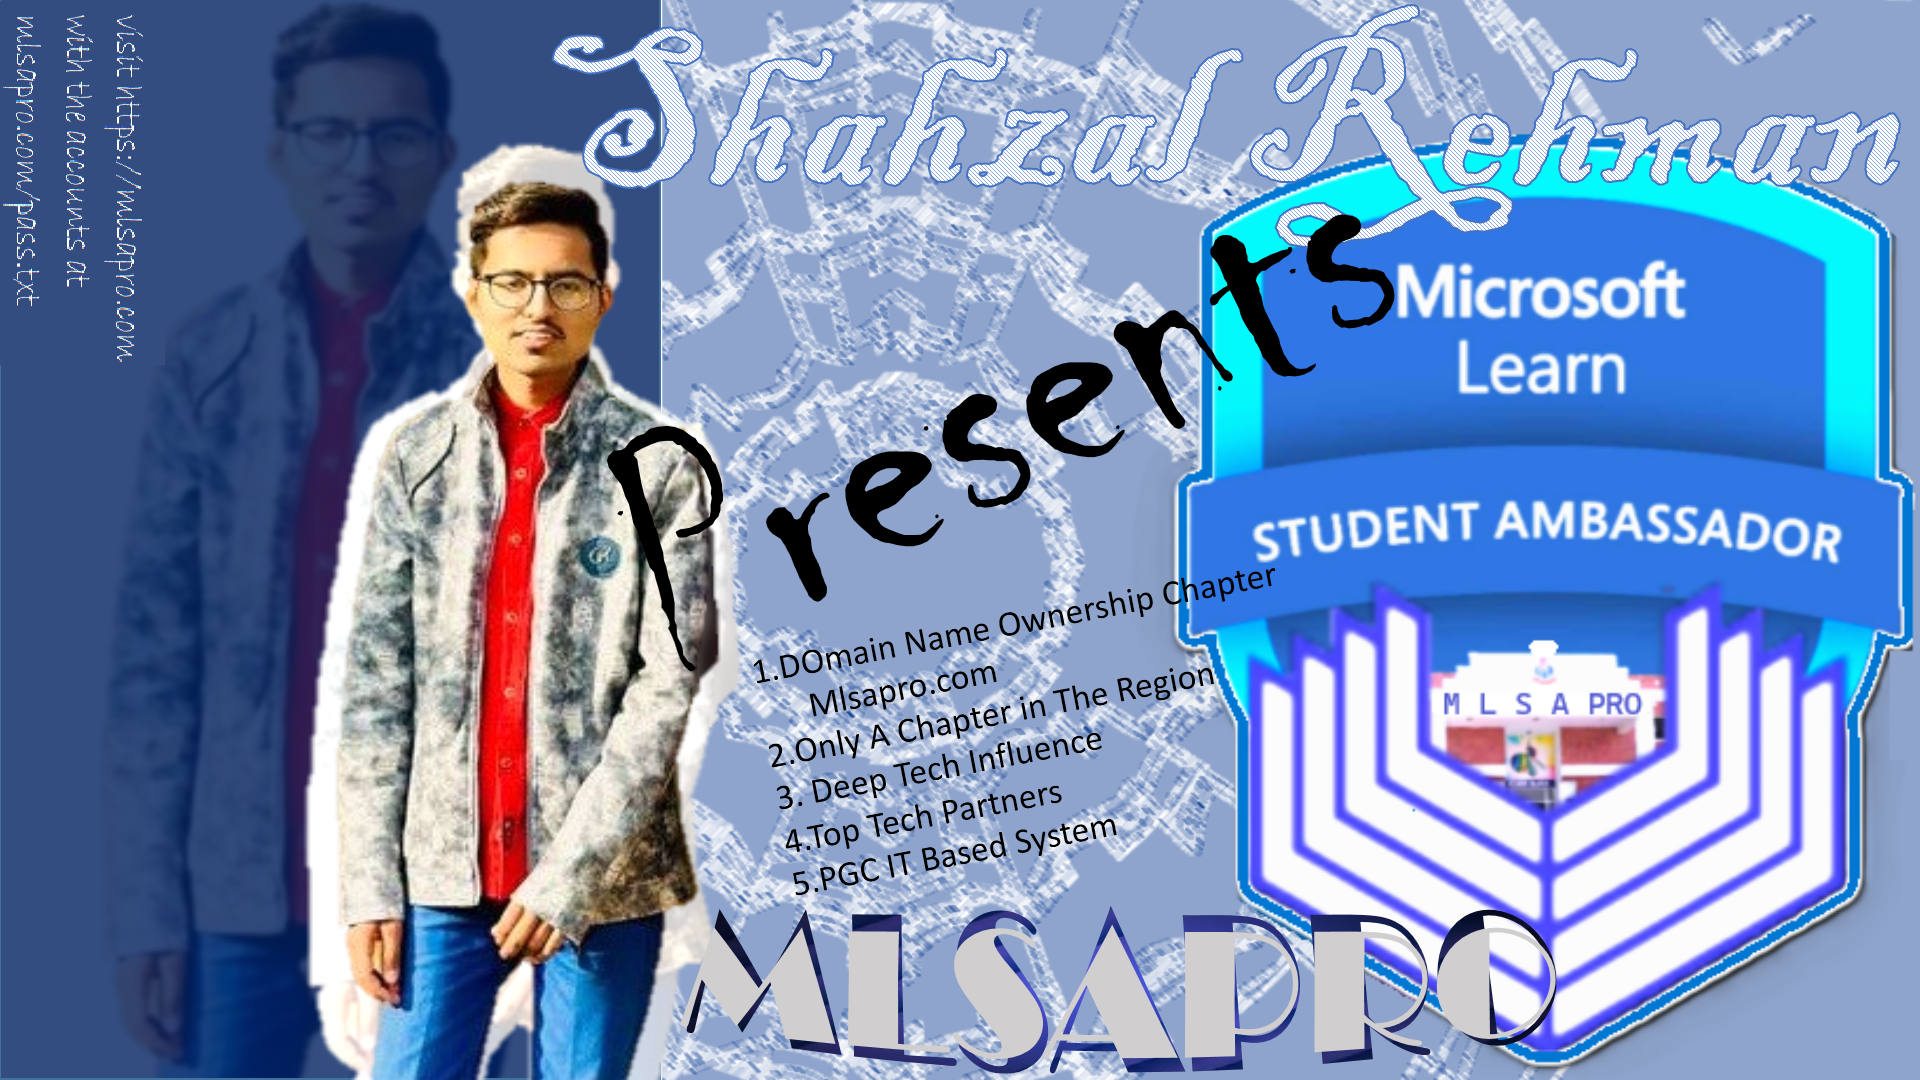 visit https://mlsapro.com
with the accounts at
mlsapro.com/pass.txt
Shahzal Rehman
Presents
Microsoft
Learn
STUDENT AMBASSADOR
M L S A PRO
1.DOmain Name Ownership Chapter
Mlsapro.com
2.Only A Chapter in The Region
3. Deep Tech Influence
4.Top Tech Partners
5.PGC IT Based System
MLSAPRO